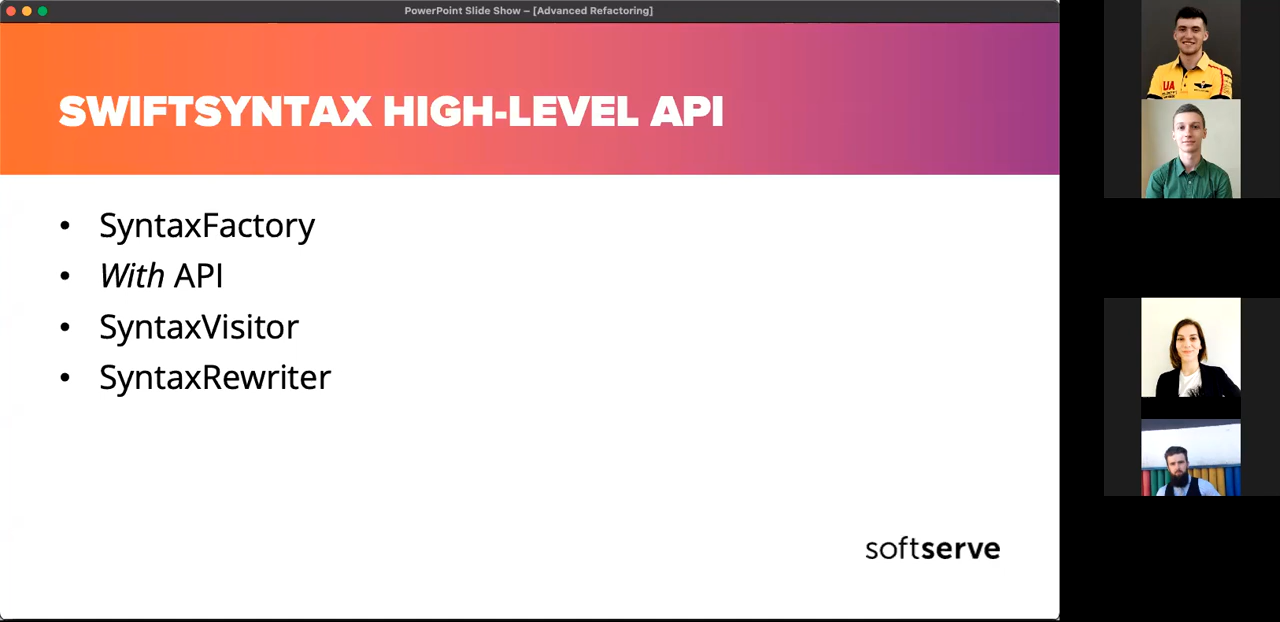 PowerPoint Slide Show – [Advanced Refactoring]
SWIFTSYNTAX HIGH-LEVEL API
• SyntaxFactory
• With API
• SyntaxVisitor
• SyntaxRewriter
softserve
UA